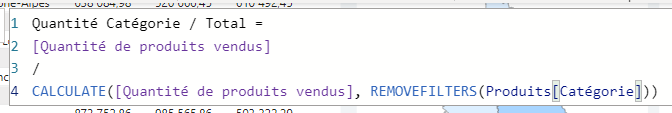 1 Quantité Catégorie / Total =
2 [Quantité de produits vendus]
3 /
4 CALCULATE([Quantité de produits vendus], REMOVEFILTERS(Produits[Catégorie]))